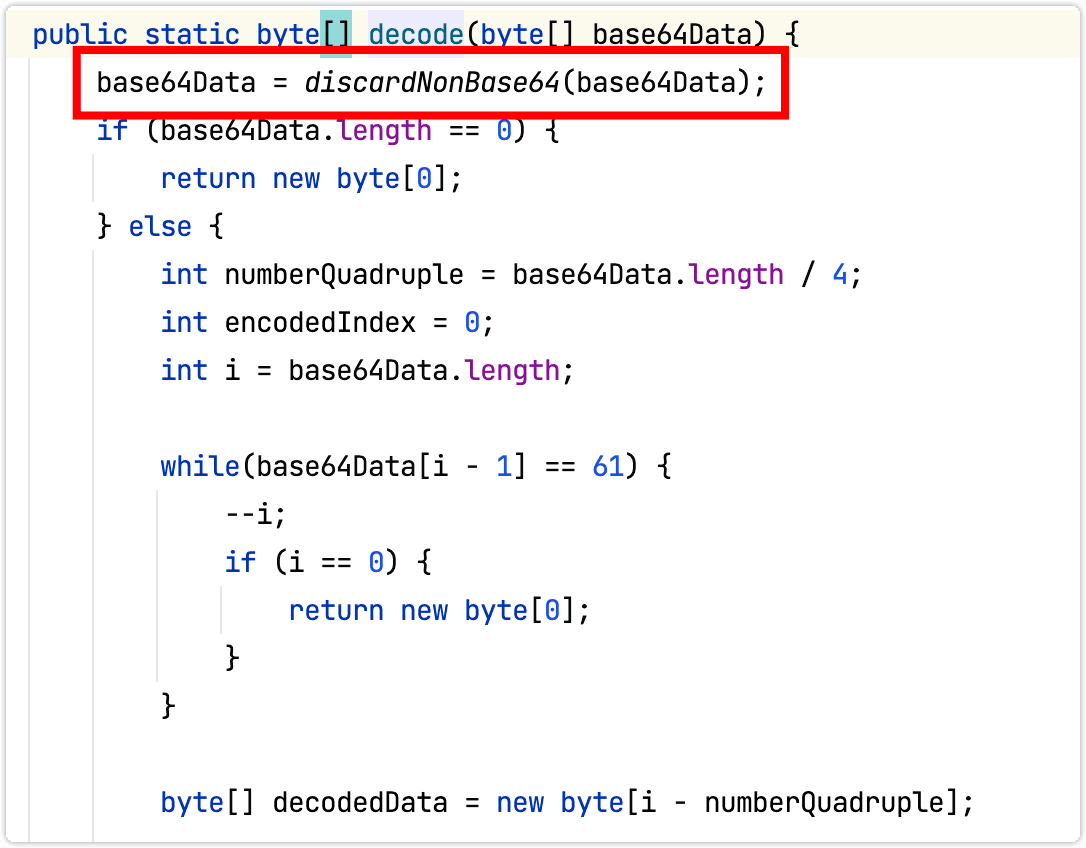 public static byte[] decode(byte[] base64Data) {
base64Data = discardNonBase64(base64Data);
if (base64Data.length == 0) {
return new byte[0];
} else {
int numberQuadruple = base64Data.length / 4;
int encodedIndex = 0;
int i = base64Data.length;
while(base64Data[i - 1] == 61) {
--i;
if (i == 0) {
return new byte[0];
}
}
byte[] decodedData = new byte[i - numberQuadruple];